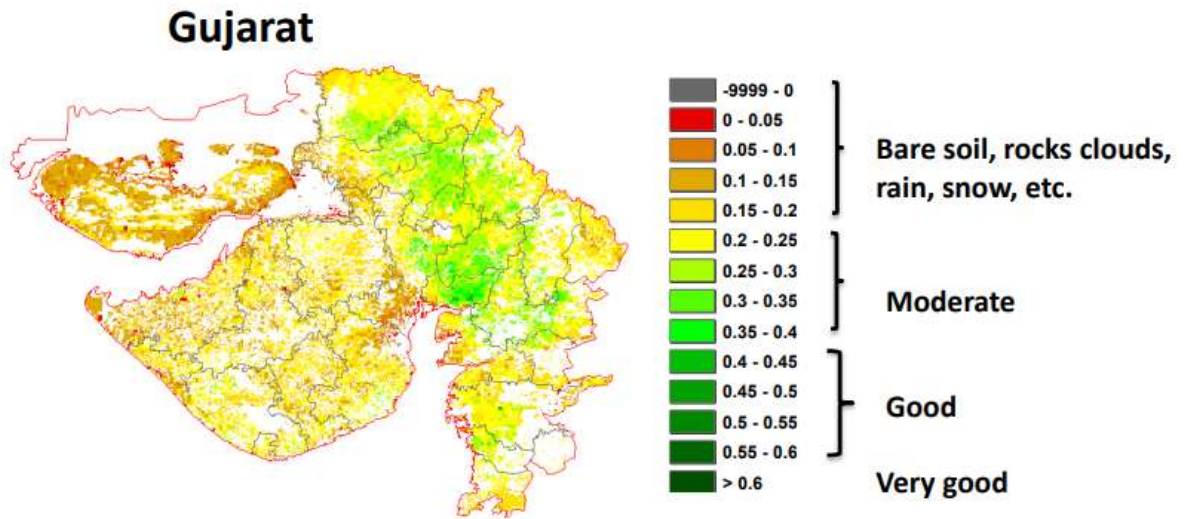 Gujarat
-9999 - 0
0 - 0.05
0.05 - 0.1
0.1 - 0.15
0.15 - 0.2
0.2 - 0.25
0.25 - 0.3
0.3 - 0.35
0.35 - 0.4
0.4 - 0.45
0.45 - 0.5
0.5 - 0.55
0.55 - 0.6
> 0.6
Bare soil, rocks clouds,
rain, snow, etc.
Moderate
Good
Very good